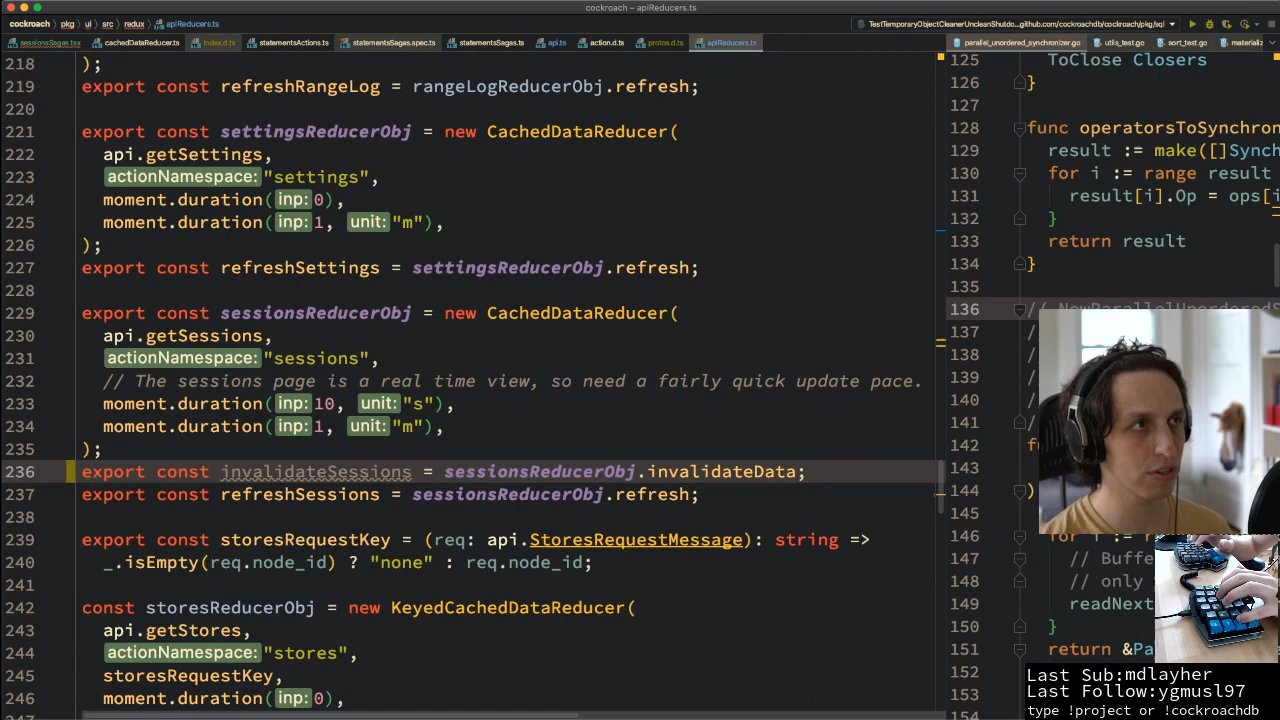 cockroach – apiReducers.ts
cockroach pkg ui src redux apiReducers.ts
TestTemporaryObjectCleanerUncleanShutdo...github.com/cockroachdb/cockroach/pkg/sql
sessionsSagas.tsx cachedDataReducer.ts index.d.ts statementsActions.ts statementsSagas.spec.ts statementsSagas.ts api.ts action.d.ts protos.d.ts apiReducers.ts
parallel_unordered_synchronizer.go utils_test.go sort_test.go materializ
218 );
219 export const refreshRangeLog = rangeLogReducerObj.refresh;
220
221 export const settingsReducerObj = new CachedDataReducer(
222 api.getSettings,
223 actionNamespace: "settings",
224 moment.duration( inp: 0),
225 moment.duration( inp: 1, unit: "m"),
226 );
227 export const refreshSettings = settingsReducerObj.refresh;
228
229 export const sessionsReducerObj = new CachedDataReducer(
230 api.getSessions,
231 actionNamespace: "sessions",
232 // The sessions page is a real time view, so need a fairly quick update pace.
233 moment.duration( inp: 10, unit: "s"),
234 moment.duration( inp: 1, unit: "m"),
235 );
236 export const invalidateSessions = sessionsReducerObj.invalidateData;
237 export const refreshSessions = sessionsReducerObj.refresh;
238
239 export const storesRequestKey = (req: api.StoresRequestMessage): string =>
240 _.isEmpty(req.node_id) ? "none" : req.node_id;
241
242 const storesReducerObj = new KeyedCachedDataReducer(
243 api.getStores,
244 actionNamespace: "stores",
245 storesRequestKey,
246 moment.duration( inp: 0),
125 ToClose Closers
126 }
127
128 func operatorsToSynchron
129 result := make([]Synch
130 for i := range result
131 result[i].Op = ops[i
132 }
133 return result
134 }
135
136 // NewParallelUnorderedS
137 /
138 /
139 /
140 /
141 /
142 fu
143
144 )
145
146 for i := r
147 // Buffe
148 // only
149 readNext
150 }
151 return &Pa
152
153
154
Last Sub:mdlayher
Last Follow:ygmusl97
type !project or !cockroachdb